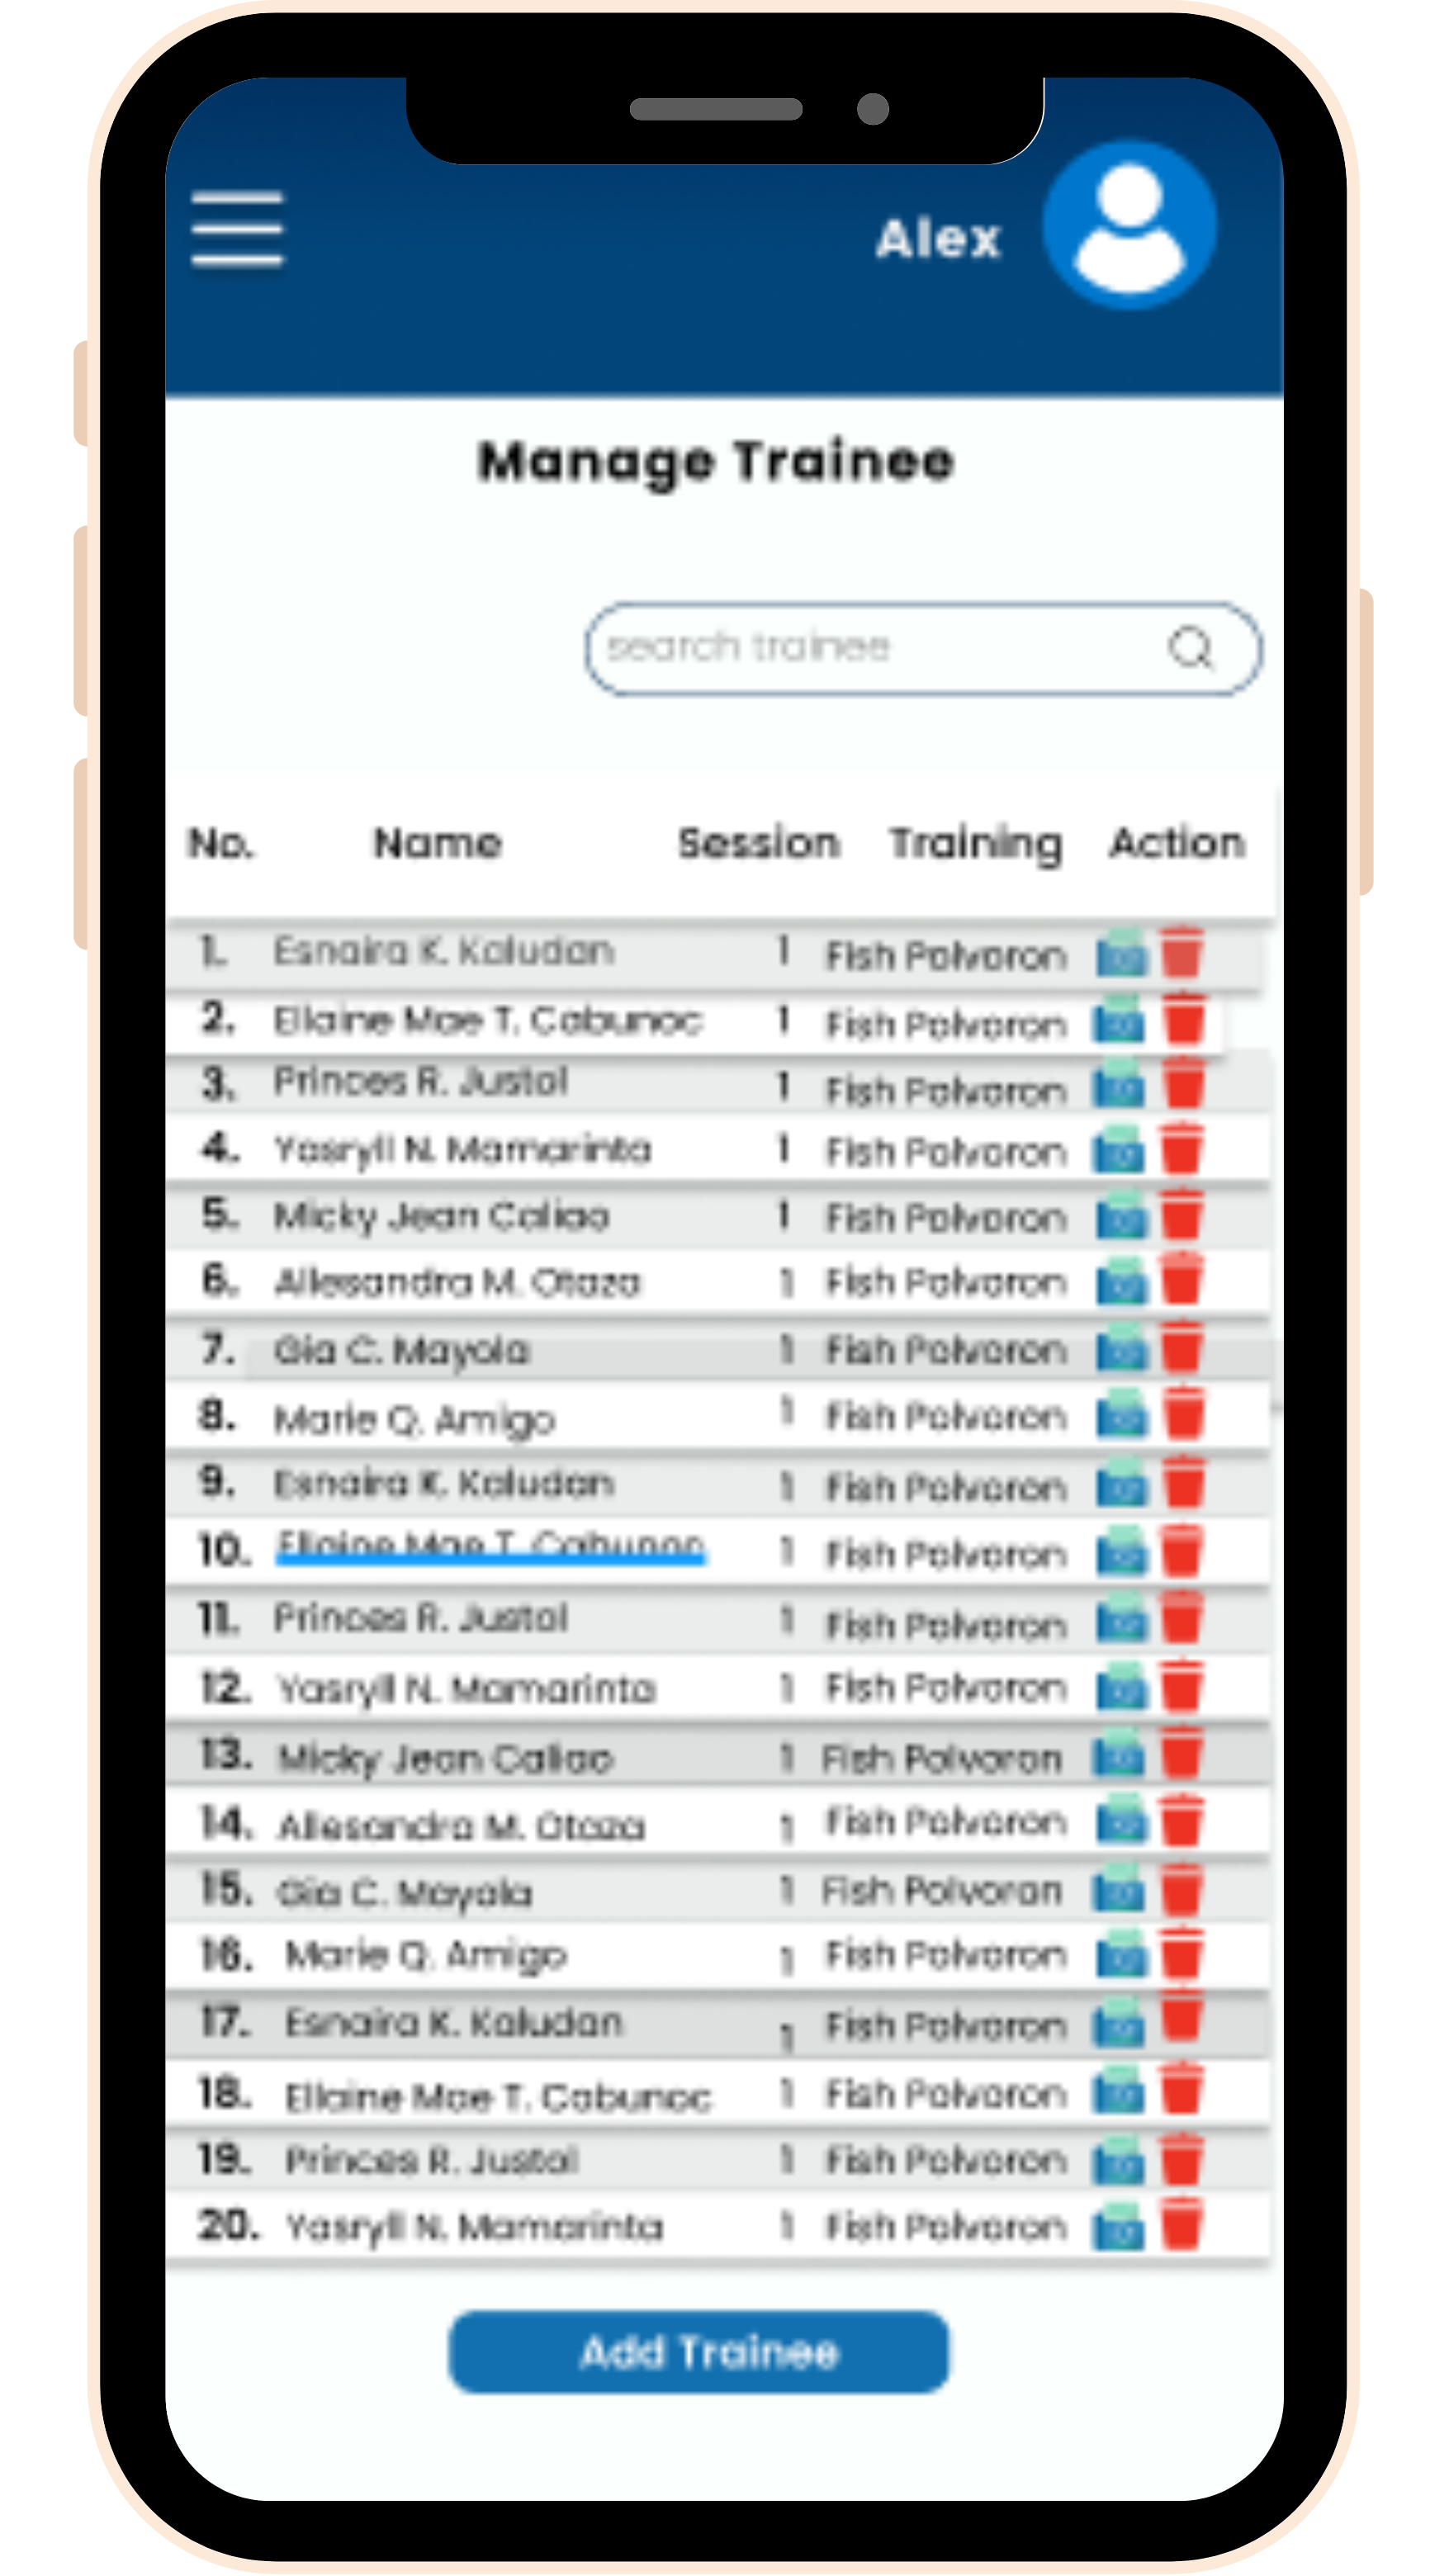 Alex
Manage Trainee
search trainee
No. Name Session Training Action
1. Esnaira K. Kaludan 1 Fish Polvoron
2. Ellaine Mae T. Cabunoc 1 Fish Polvoron
3. Princes R. Justol 1 Fish Polvoron
4. Yasryll N. Mamarinta 1 Fish Polvoron
5. Micky Jean Caliao 1 Fish Polvoron
6. Allesandra M. Otaza 1 Fish Polvoron
7. Gia C. Mayola 1 Fish Polvoron
8. Marie Q. Amigo 1 Fish Polvoron
9. Esnaira K. Kaludan 1 Fish Polvoron
10. Ellaine Mae T. Cabunoc 1 Fish Polvoron
11. Princes R. Justol 1 Fish Polvoron
12. Yasryll N. Mamarinta 1 Fish Polvoron
13. Micky Jean Caliao 1 Fish Polvoron
14. Allesandra M. Otaza 1 Fish Polvoron
15. Gia C. Mayola 1 Fish Polvoron
16. Marie Q. Amigo 1 Fish Polvoron
17. Esnaira K. Kaludan 1 Fish Polvoron
18. Ellaine Mae T. Cabunoc 1 Fish Polvoron
19. Princes R. Justol 1 Fish Polvoron
20. Yasryll N. Mamarinta 1 Fish Polvoron
Add Trainee